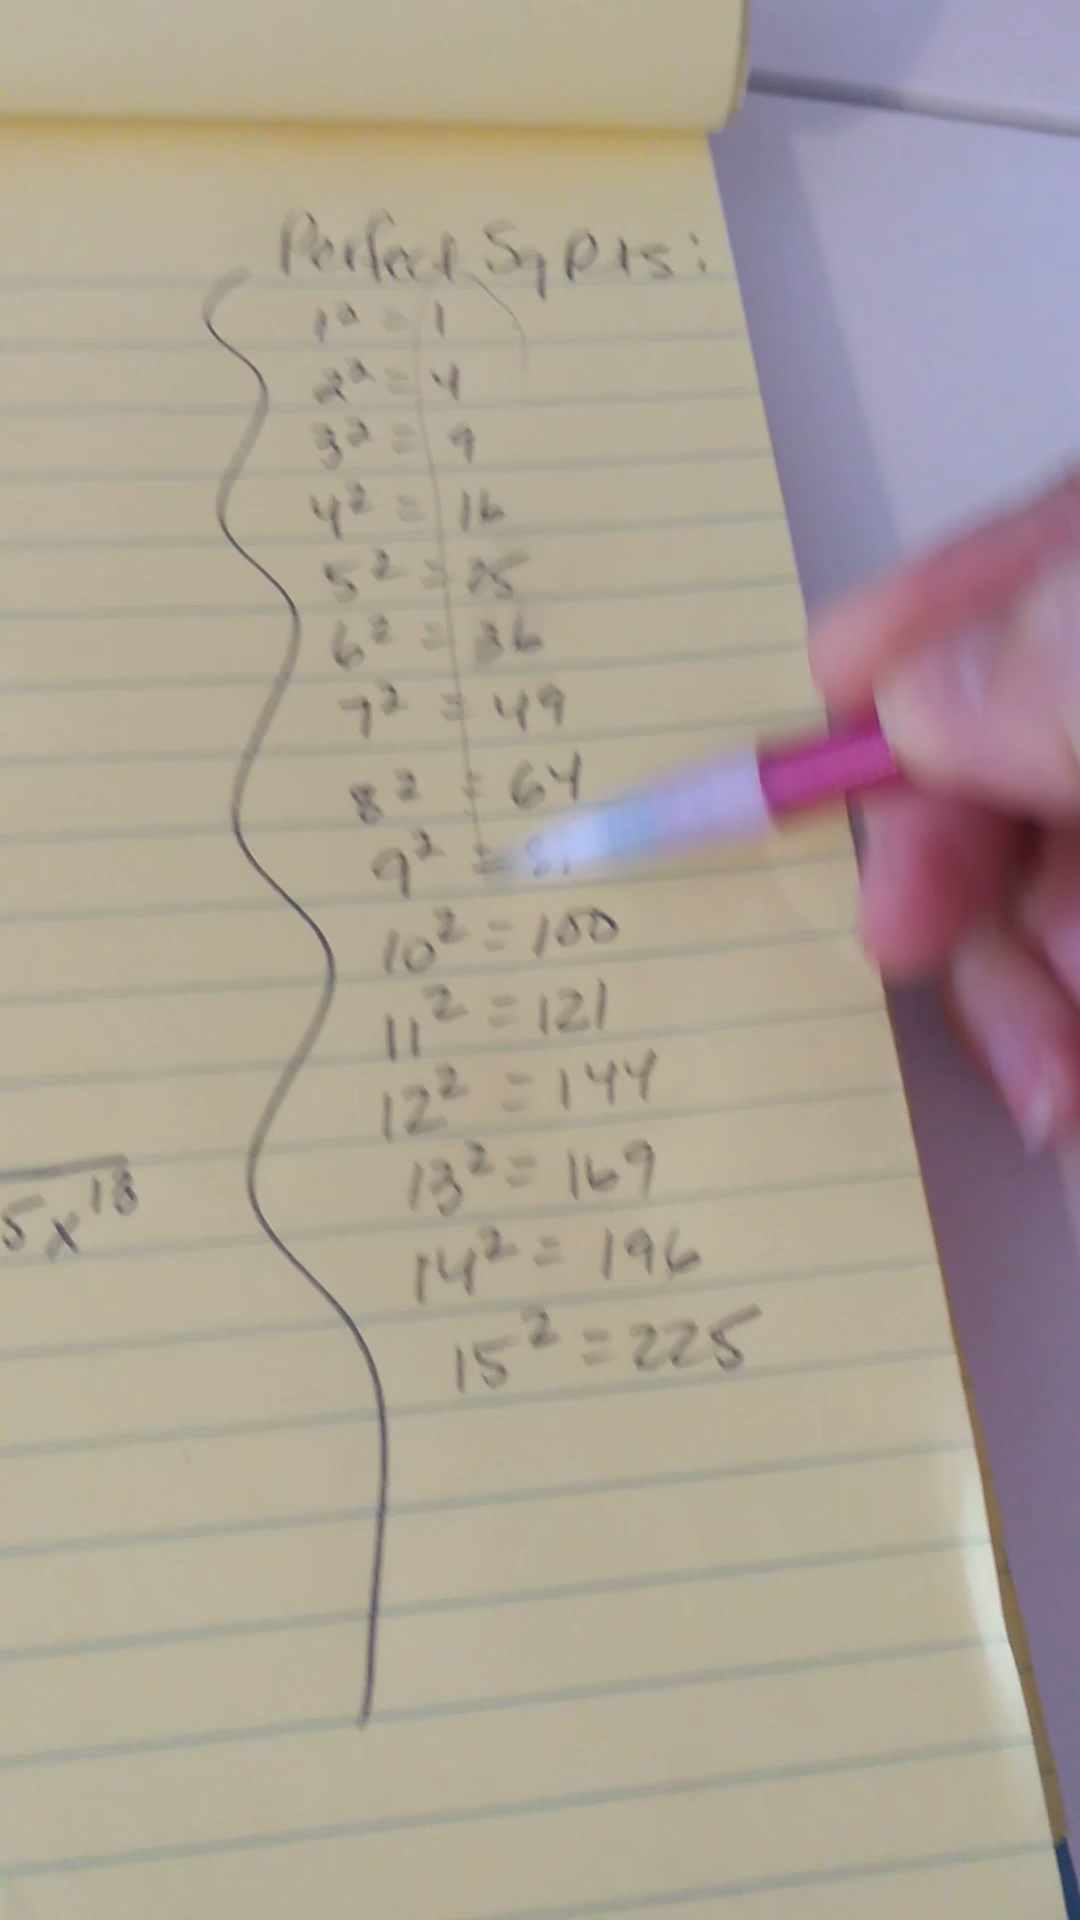 Perfect Sq Rts:
1² = 1
2² = 4
3² = 9
4² = 16
5² = 25
6² = 36
7² = 49
8² = 64
9² = 81
10² = 100
11² = 121
12² = 144
13² = 169
14² = 196
15² = 225
5x¹⁸